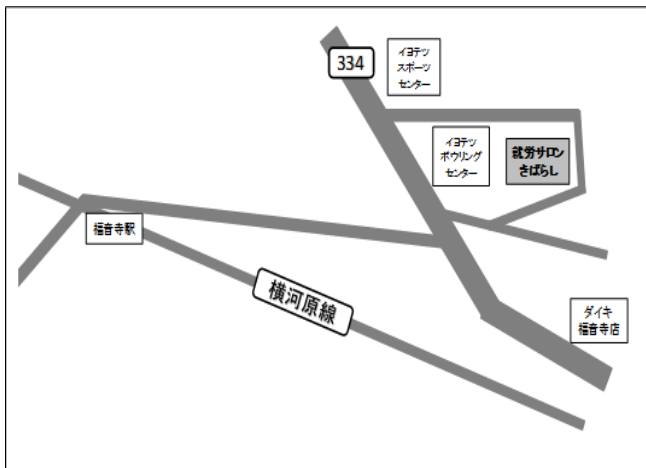 334
イヨテツ
スポーツ
センター
イヨテツ
ボウリング
センター
就労サロン
きばらし
福音寺駅
横河原線
ダイキ
福音寺店